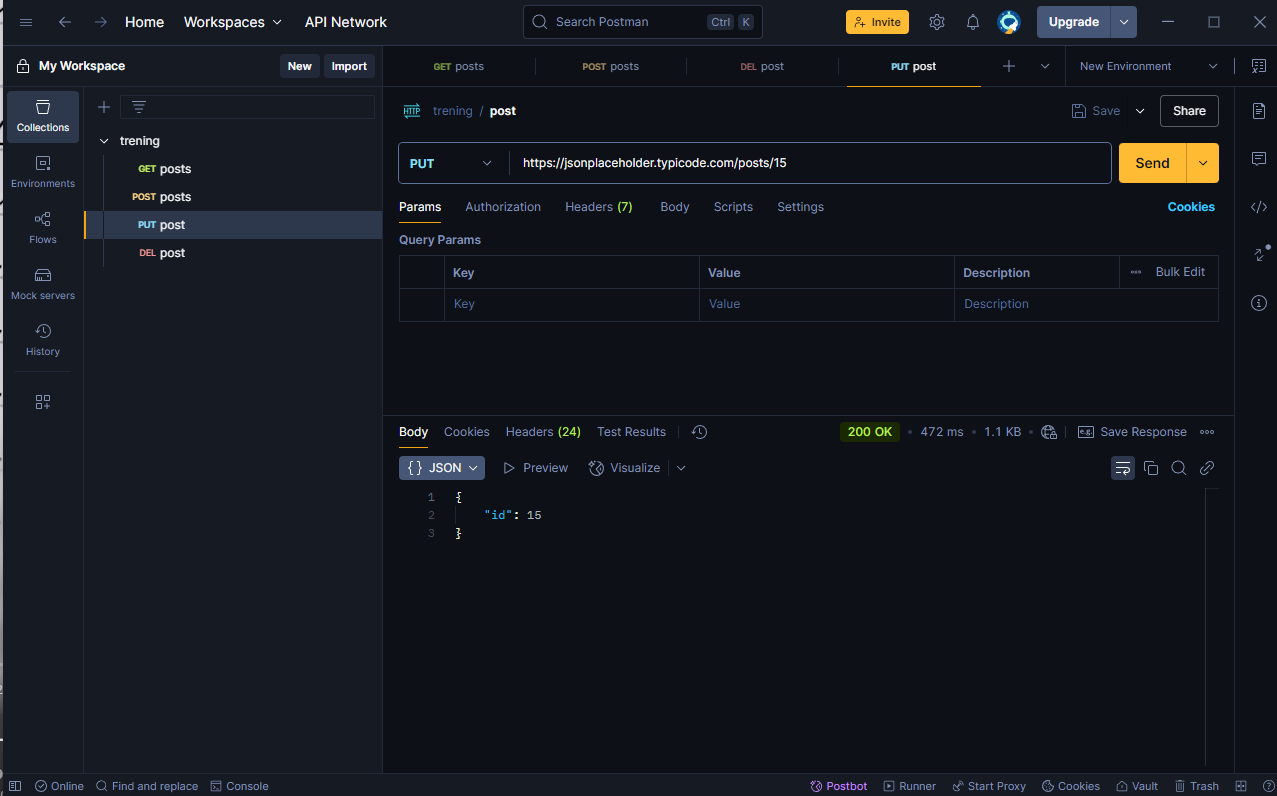 Home Workspaces API Network Search Postman Ctrl K Invite Upgrade
My Workspace New Import GET posts POST posts DEL post PUT post New Environment
Collections
Environments
Flows
Mock servers
History
trening
GET posts
POST posts
PUT post
DEL post
HTTP trening / post Save Share
PUT https://jsonplaceholder.typicode.com/posts/15 Send
Params Authorization Headers (7) Body Scripts Settings Cookies
Query Params
Key Value Description Bulk Edit
Key Value Description
Body Cookies Headers (24) Test Results 200 OK • 472 ms • 1.1 KB • e.g. Save Response
{} JSON Preview Visualize
1 {
2 "id": 15
3 }
Online Find and replace Console Postbot Runner Start Proxy Cookies Vault Trash